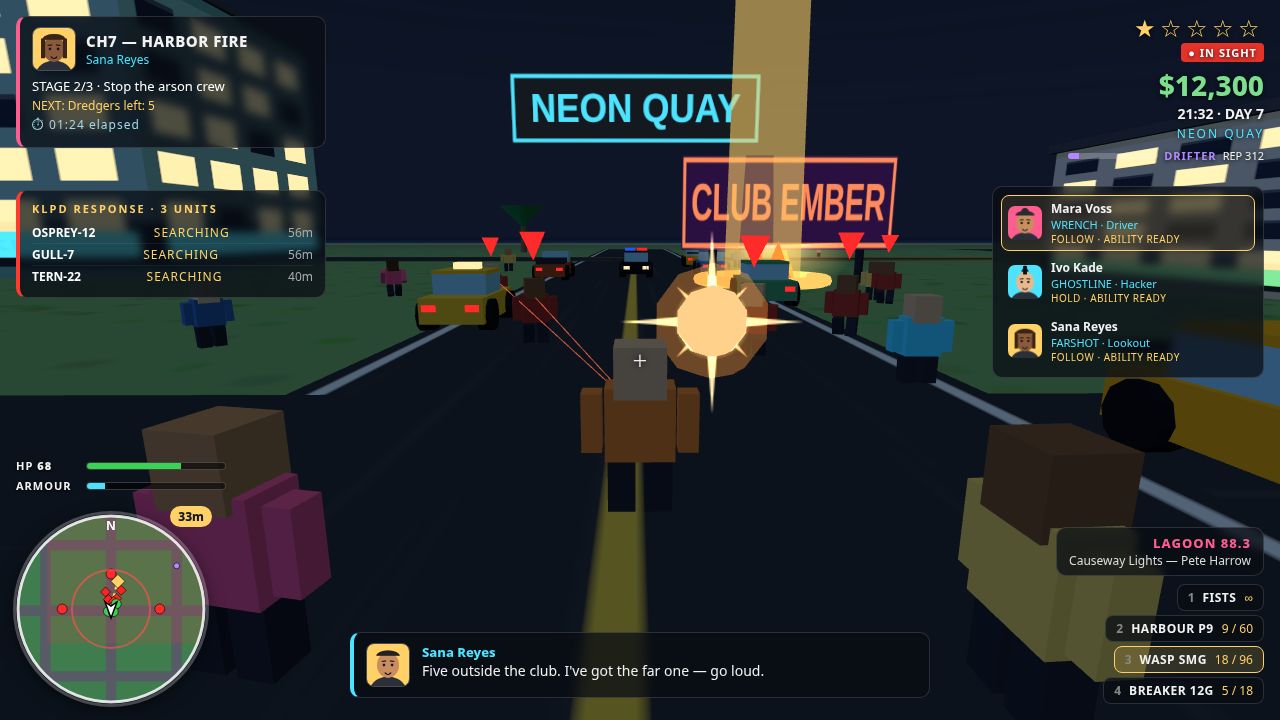 CH7 — HARBOR FIRE
Sana Reyes
STAGE 2/3 · Stop the arson crew
NEXT: Dredgers left: 5
⏱ 01:24 elapsed
KLPD RESPONSE · 3 UNITS
OSPREY-12 SEARCHING 56m
GULL-7 SEARCHING 56m
TERN-22 SEARCHING 40m
NEON QUAY
CLUB EMBER
★ ☆ ☆ ☆ ☆
● IN SIGHT
$12,300
21:32 · DAY 7
NEON QUAY
DRIFTER REP 312
Mara Voss
WRENCH · Driver
FOLLOW · ABILITY READY
Ivo Kade
GHOSTLINE · Hacker
HOLD · ABILITY READY
Sana Reyes
FARSHOT · Lookout
FOLLOW · ABILITY READY
HP 68
ARMOUR
33m
N
Sana Reyes
Five outside the club. I've got the far one — go loud.
LAGOON 88.3
Causeway Lights — Pete Harrow
1 FISTS ∞
2 HARBOUR P9 9 / 60
3 WASP SMG 18 / 96
4 BREAKER 12G 5 / 18